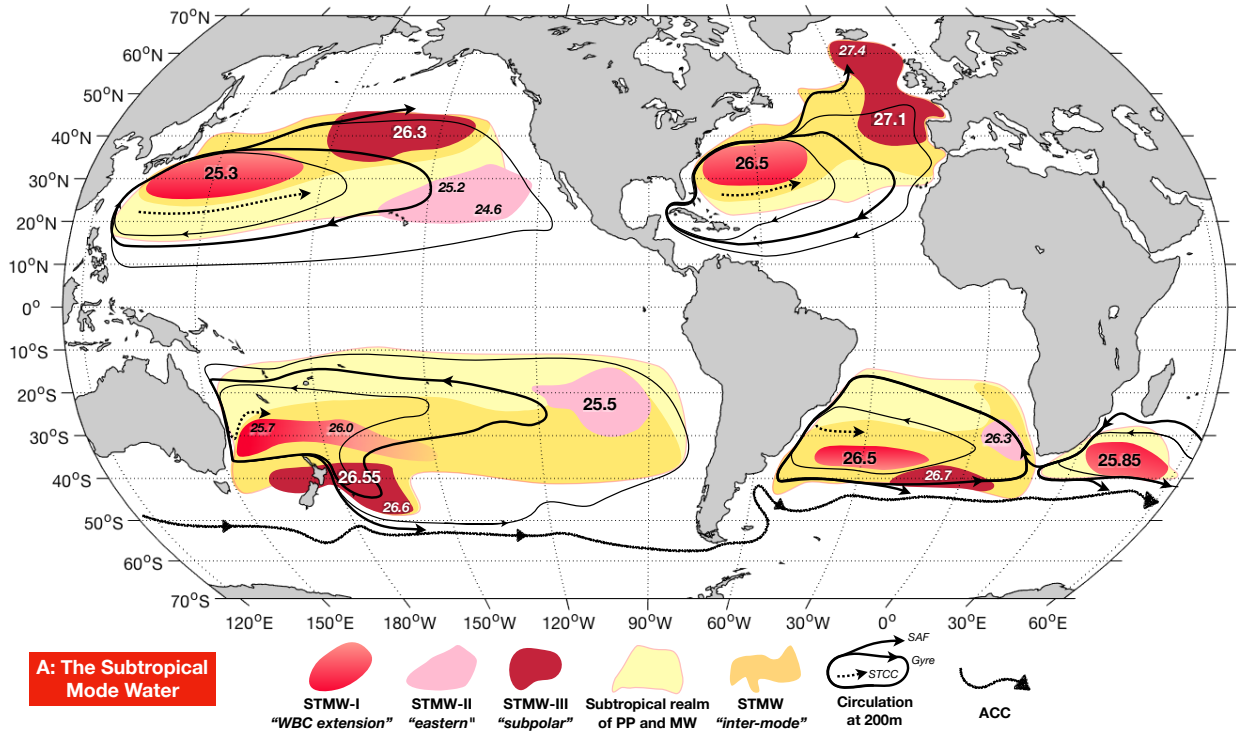 70°N
60°N
50°N
40°N
30°N
20°N
10°N
0°
10°S
20°S
30°S
40°S
50°S
60°S
70°S
27.4
27.1
26.3
25.3
25.2
24.6
26.5
25.5
25.7
26.0
26.55
26.6
26.3
26.5
26.7
25.85
120°E
150°E
180°W
150°W
120°W
90°W
60°W
30°W
0°
30°E
60°E
A: The Subtropical
Mode Water
STMW-I
“WBC extension”
STMW-II
“eastern"
STMW-III
“subpolar”
Subtropical realm
of PP and MW
STMW
“inter-mode”
SAF
Gyre
STCC
Circulation
at 200m
ACC